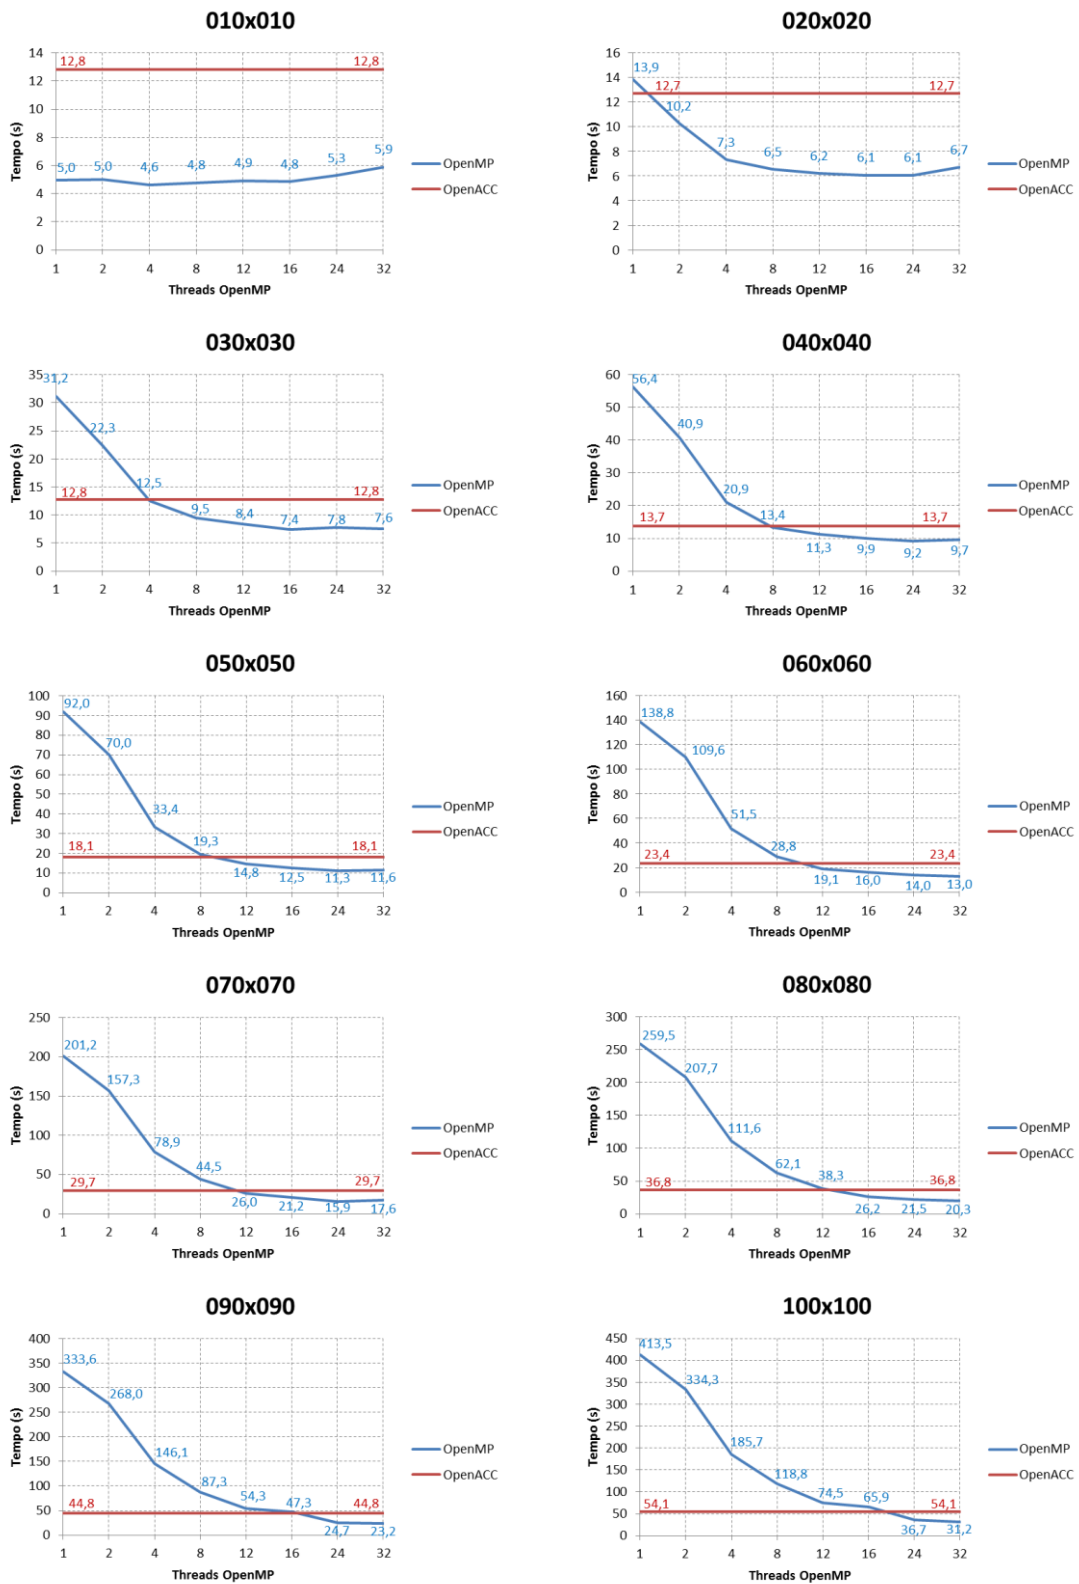 010x010
14
12
10
8
6
4
2
0
Tempo (s)
12,8 12,8
5,0 5,0 4,6 4,8 4,9 4,8 5,3 5,9
1 2 4 8 12 16 24 32
Threads OpenMP
OpenMP
OpenACC
020x020
16
14
12
10
8
6
4
2
0
Tempo (s)
13,9 10,2 7,3 6,5 6,2 6,1 6,1 6,7
12,7 12,7
1 2 4 8 12 16 24 32
Threads OpenMP
OpenMP
OpenACC
030x030
35
30
25
20
15
10
5
0
Tempo (s)
31,2 22,3 12,5 9,5 8,4 7,4 7,8 7,6
12,8 12,8
1 2 4 8 12 16 24 32
Threads OpenMP
OpenMP
OpenACC
040x040
60
50
40
30
20
10
0
Tempo (s)
56,4 40,9 20,9 13,4 11,3 9,9 9,2 9,7
13,7 13,7
1 2 4 8 12 16 24 32
Threads OpenMP
OpenMP
OpenACC
050x050
100
90
80
70
60
50
40
30
20
10
0
Tempo (s)
92,0 70,0 33,4 19,3 14,8 12,5 11,3 11,6
18,1 18,1
1 2 4 8 12 16 24 32
Threads OpenMP
OpenMP
OpenACC
060x060
160
140
120
100
80
60
40
20
0
Tempo (s)
138,8 109,6 51,5 28,8 19,1 16,0 14,0 13,0
23,4 23,4
1 2 4 8 12 16 24 32
Threads OpenMP
OpenMP
OpenACC
070x070
250
200
150
100
50
0
Tempo (s)
201,2 157,3 78,9 44,5 26,0 21,2 15,9 17,6
29,7 29,7
1 2 4 8 12 16 24 32
Threads OpenMP
OpenMP
OpenACC
080x080
300
250
200
150
100
50
0
Tempo (s)
259,5 207,7 111,6 62,1 38,3 26,2 21,5 20,3
36,8 36,8
1 2 4 8 12 16 24 32
Threads OpenMP
OpenMP
OpenACC
090x090
400
350
300
250
200
150
100
50
0
Tempo (s)
333,6 268,0 146,1 87,3 54,3 47,3 24,7 23,2
44,8 44,8
1 2 4 8 12 16 24 32
Threads OpenMP
OpenMP
OpenACC
100x100
450
400
350
300
250
200
150
100
50
0
Tempo (s)
413,5 334,3 185,7 118,8 74,5 65,9 36,7 31,2
54,1 54,1
1 2 4 8 12 16 24 32
Threads OpenMP
OpenMP
OpenACC